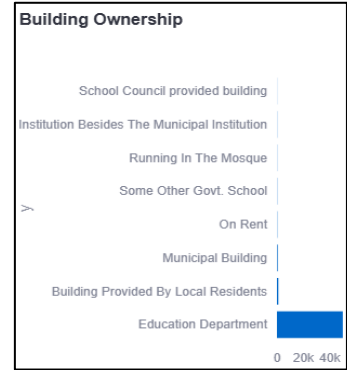 Building Ownership
School Council provided building
Institution Besides The Municipal Institution
Running In The Mosque
Some Other Govt. School
y
On Rent
Municipal Building
Building Provided By Local Residents
Education Department
0 20k 40k